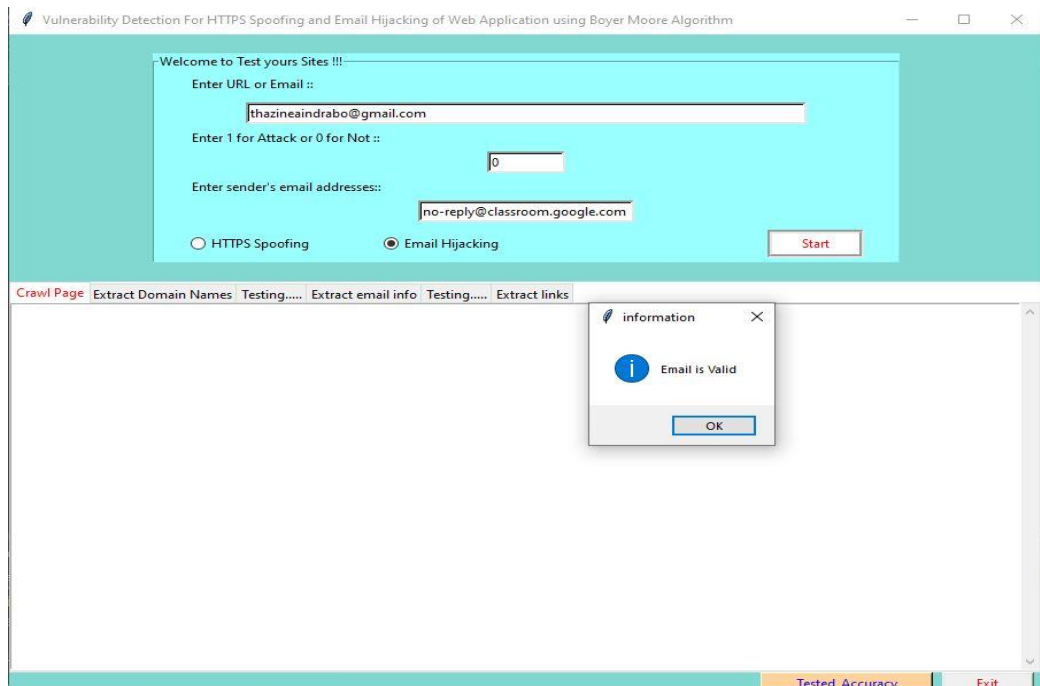 Vulnerability Detection For HTTPS Spoofing and Email Hijacking of Web Application using Boyer Moore Algorithm
Welcome to Test yours Sites !!!
Enter URL or Email ::
thazineaindrabo@gmail.com
Enter 1 for Attack or 0 for Not ::
0
Enter sender's email addresses::
no-reply@classroom.google.com
HTTPS Spoofing Email Hijacking Start
Crawl Page Extract Domain Names Testing..... Extract email info Testing..... Extract links
information
Email is Valid
OK
Tested Accuracy Exit